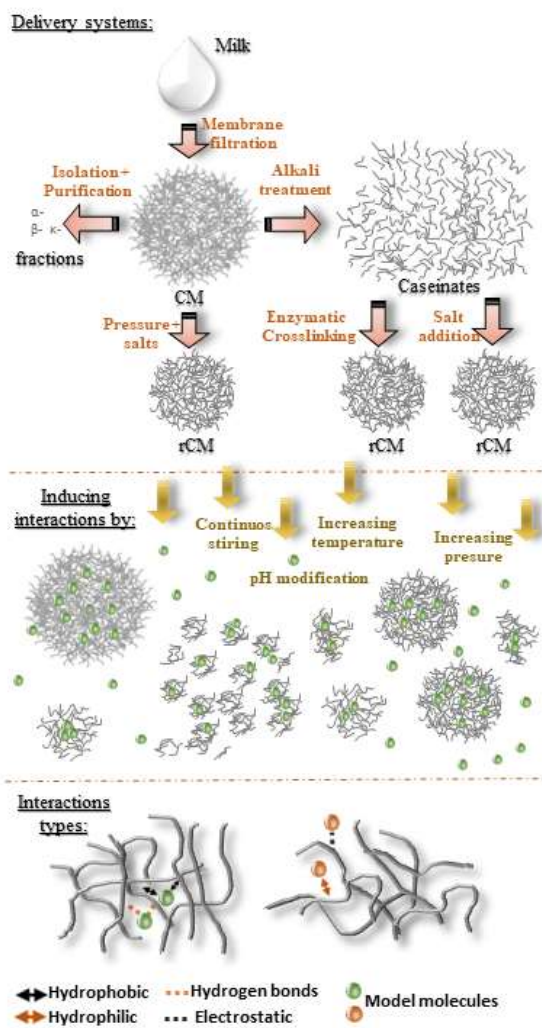 Delivery systems:
Milk
Membrane
filtration
Isolation+
Purification
Alkali
treatment
α-
β- κ-
fractions
CM
Caseinates
Pressure+
salts
Enzymatic
Crosslinking
Salt
addition
rCM
rCM
rCM
Inducing
interactions by:
Continuos
stiring
Increasing
temperature
Increasing
presure
pH modification
Interactions
types:
Hydrophobic
Hydrogen bonds
Model molecules
Hydrophilic
Electrostatic